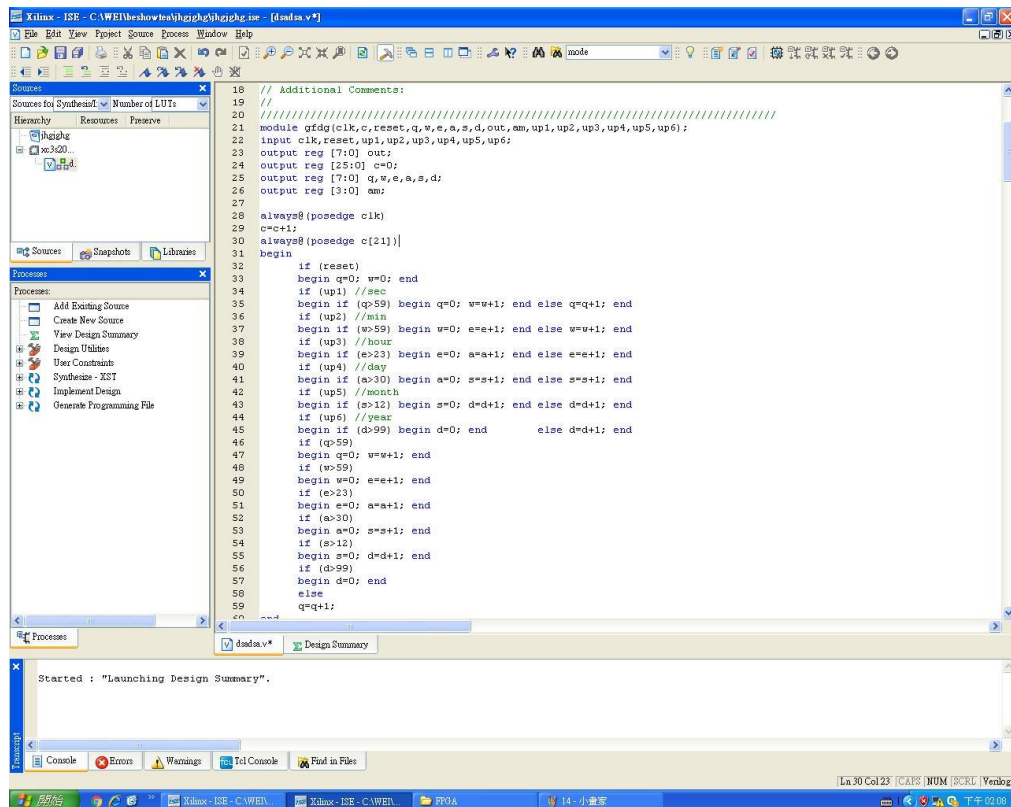 Xilinx - ISE - C:\WEI\beshowtea\jhgjghg\jhgjghg.ise - [dsadsa.v*]
File Edit View Project Source Process Window Help
mode
Sources
Sources for Synthesis/I Number of LUTs
Hierarchy Resources Preserve
jhgjghg
xc3s20...
d.
Sources Snapshots Libraries
Processes
Processes:
Add Existing Source
Create New Source
View Design Summary
Design Utilities
User Constraints
Synthesize - XST
Implement Design
Generate Programming File
Processes
18 // Additional Comments:
19 //
20 //////////////////////////////////////////////////////////////////////////////////
21 module gfdg(clk,c,reset,q,w,e,a,s,d,out,am,up1,up2,up3,up4,up5,up6);
22 input clk,reset,up1,up2,up3,up4,up5,up6;
23 output reg [7:0] out;
24 output reg [25:0] c=0;
25 output reg [7:0] q,w,e,a,s,d;
26 output reg [3:0] am;
27
28 always@(posedge clk)
29 c=c+1;
30 always@(posedge c[21])
31 begin
32 if (reset)
33 begin q=0; w=0; end
34 if (up1) //sec
35 begin if (q>59) begin q=0; w=w+1; end else q=q+1; end
36 if (up2) //min
37 begin if (w>59) begin w=0; e=e+1; end else w=w+1; end
38 if (up3) //hour
39 begin if (e>23) begin e=0; a=a+1; end else e=e+1; end
40 if (up4) //day
41 begin if (a>30) begin a=0; s=s+1; end else s=s+1; end
42 if (up5) //month
43 begin if (s>12) begin s=0; d=d+1; end else d=d+1; end
44 if (up6) //year
45 begin if (d>99) begin d=0; end else d=d+1; end
46 if (q>59)
47 begin q=0; w=w+1; end
48 if (w>59)
49 begin w=0; e=e+1; end
50 if (e>23)
51 begin e=0; a=a+1; end
52 if (a>30)
53 begin a=0; s=s+1; end
54 if (s>12)
55 begin s=0; d=d+1; end
56 if (d>99)
57 begin d=0; end
58 else
59 q=q+1;
60 end
dsadsa.v* Design Summary
Started : "Launching Design Summary".
Transcript
Console Errors Warnings Tcl Console Find in Files
Ln 30 Col 23 CAPS NUM SCRL Verilog
開始 Xilinx - ISE - C:\WEI\... Xilinx - ISE - C:\WEI\... FPGA 14 - 小畫家 下午 02:08